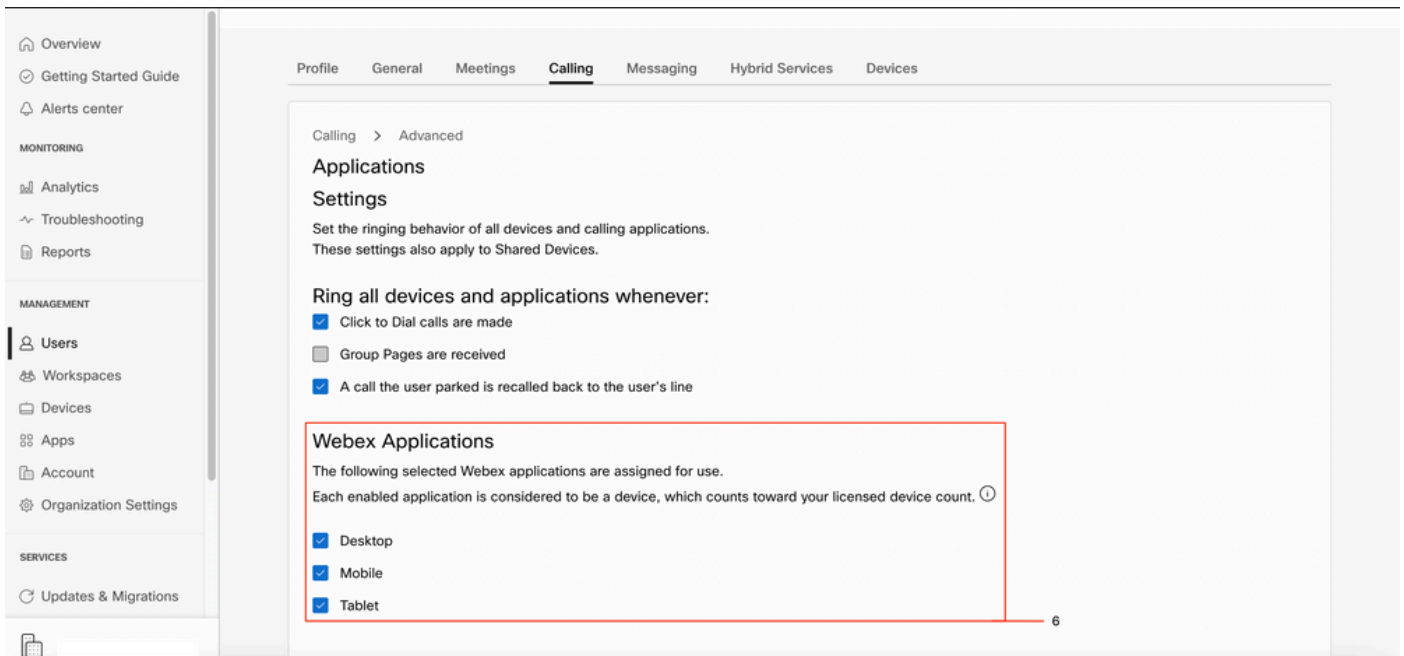 Overview
Getting Started Guide
Alerts center
MONITORING
Analytics
Troubleshooting
Reports
MANAGEMENT
Users
Workspaces
Devices
Apps
Account
Organization Settings
SERVICES
Updates & Migrations
Profile General Meetings Calling Messaging Hybrid Services Devices
Calling > Advanced
Applications
Settings
Set the ringing behavior of all devices and calling applications.
These settings also apply to Shared Devices.
Ring all devices and applications whenever:
Click to Dial calls are made
Group Pages are received
A call the user parked is recalled back to the user's line
Webex Applications
The following selected Webex applications are assigned for use.
Each enabled application is considered to be a device, which counts toward your licensed device count.
Desktop
Mobile
Tablet
6